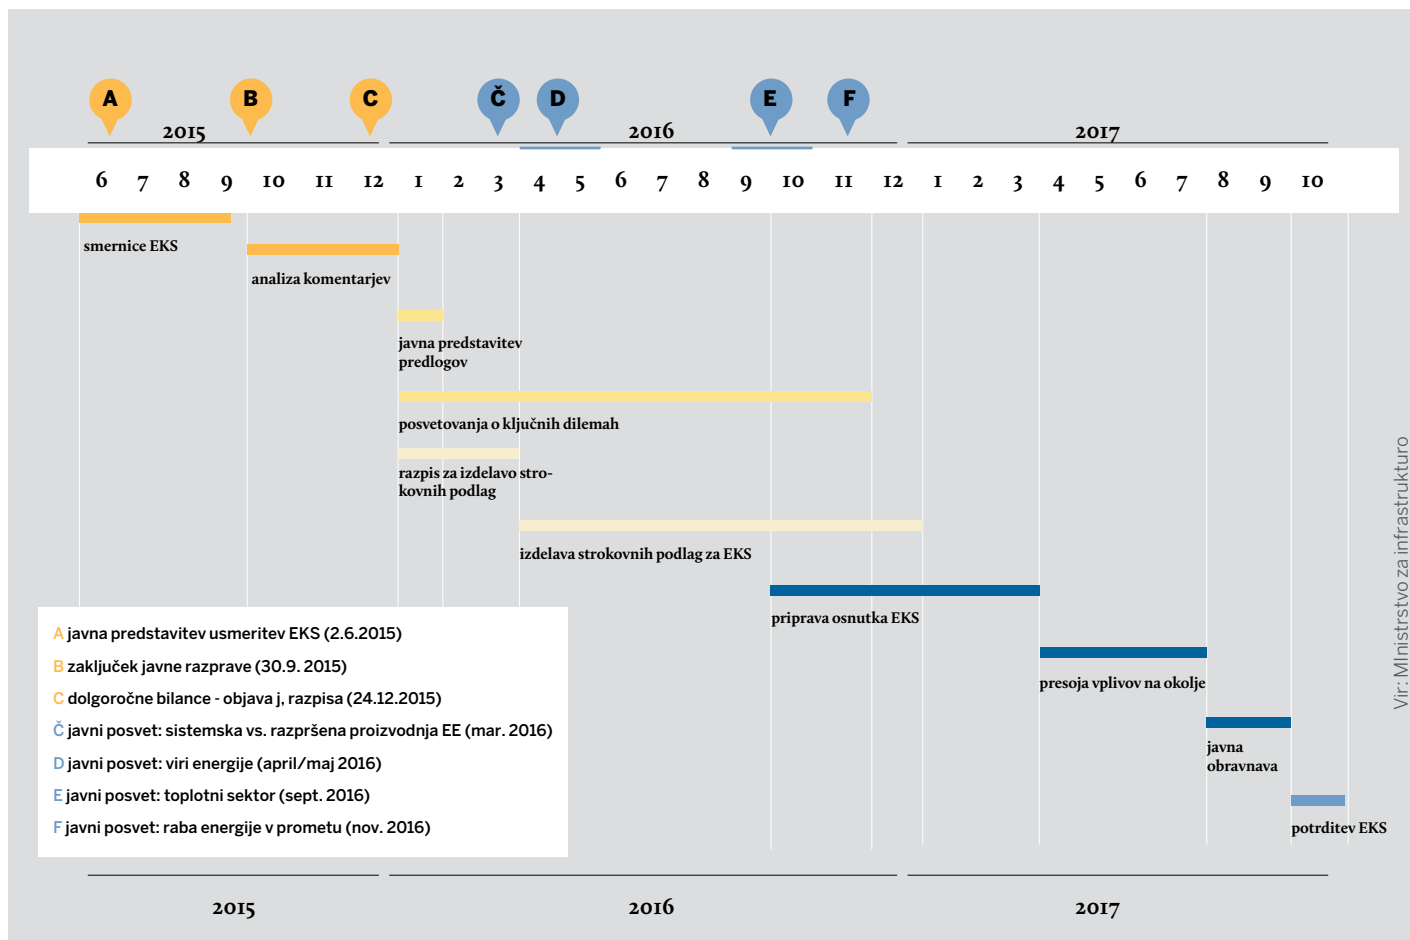 A B C Č D E F
2015 2016 2017
6 7 8 9 10 11 12 1 2 3 4 5 6 7 8 9 10 11 12 1 2 3 4 5 6 7 8 9 10
smernice EKS
analiza komentarjev
javna predstavitev
predlogov
posvetovanja o ključnih dilemah
razpis za izdelavo stro-
kovnih podlag
izdelava strokovnih podlag za EKS
priprava osnutka EKS
presoja vplivov na okolje
javna
obravnava
potrditev EKS
A javna predstavitev usmeritev EKS (2.6.2015)
B zaključek javne razprave (30.9. 2015)
C dolgoročne bilance - objava j, razpisa (24.12.2015)
Č javni posvet: sistemska vs. razpršena proizvodnja EE (mar. 2016)
D javni posvet: viri energije (april/maj 2016)
E javni posvet: toplotni sektor (sept. 2016)
F javni posvet: raba energije v prometu (nov. 2016)
2015 2016 2017
Vir: MInistrstvo za infrastrukturo